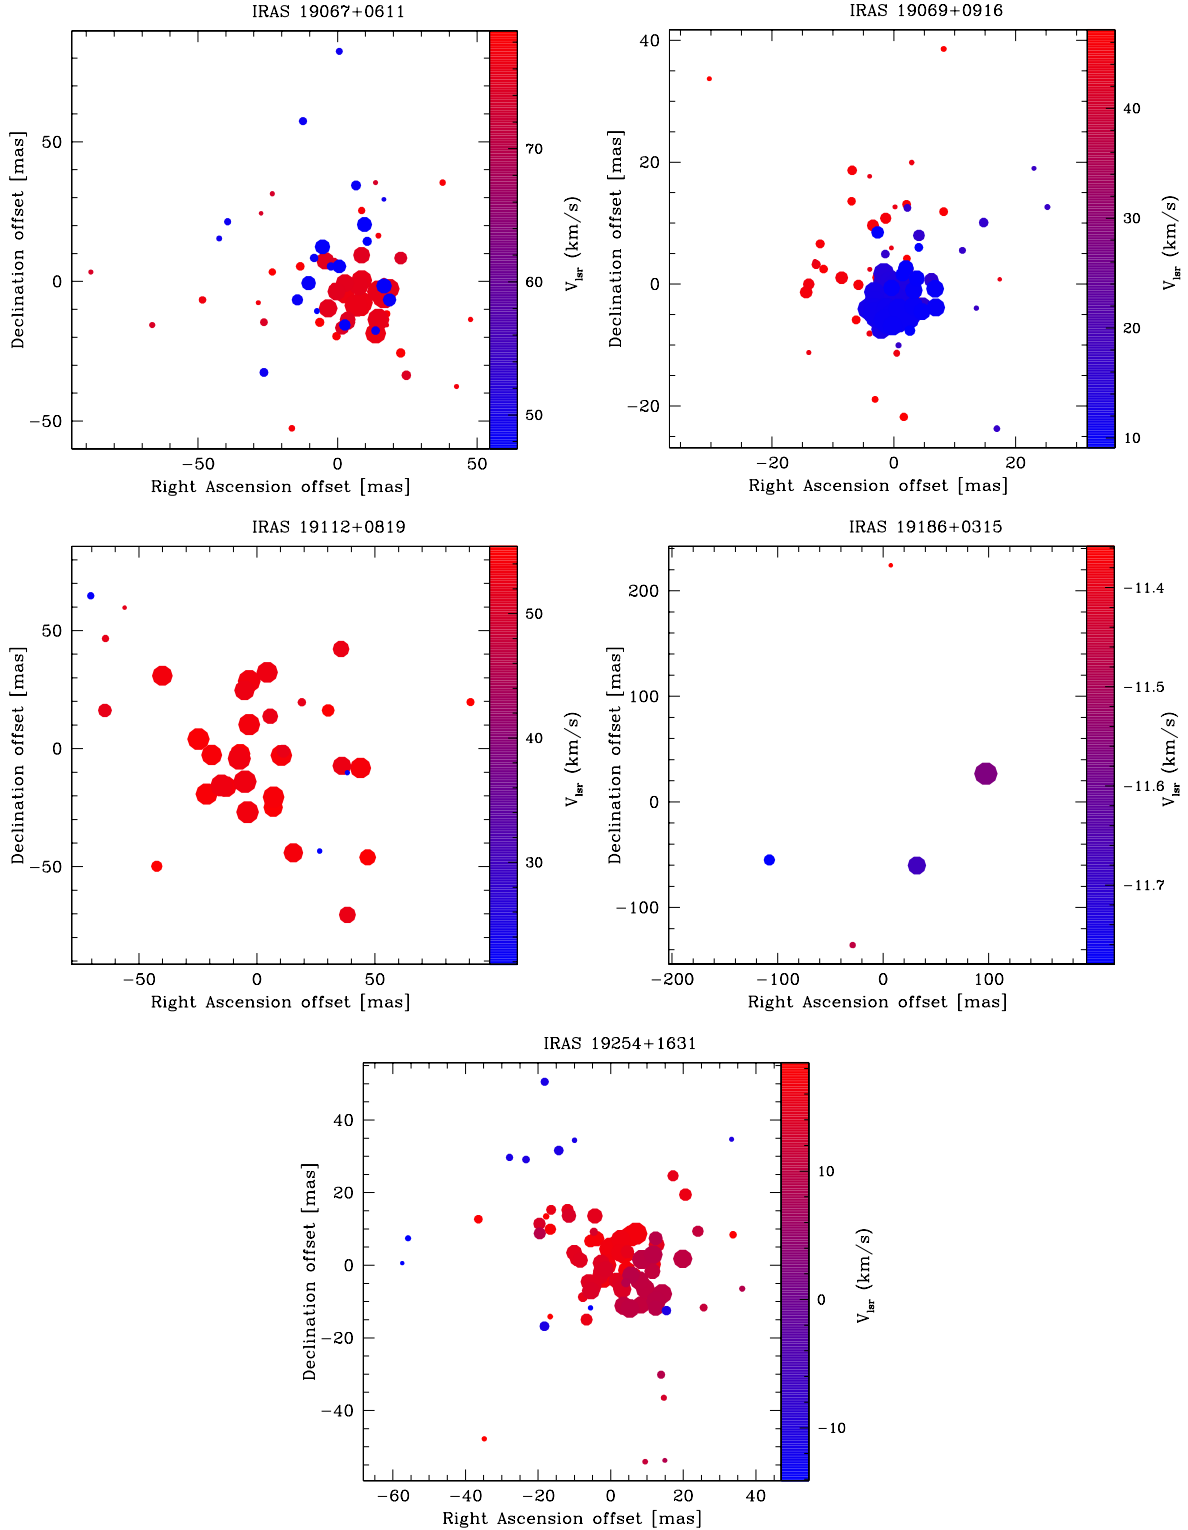 IRAS 19067+0611
Declination offset [mas]
50
0
−50
−50
0
50
Right Ascension offset [mas]
70
60
50
Vlsr (km/s)
IRAS 19069+0916
Declination offset [mas]
40
20
0
−20
−20
0
20
Right Ascension offset [mas]
40
30
20
10
Vlsr (km/s)
IRAS 19112+0819
Declination offset [mas]
50
0
−50
−50
0
50
Right Ascension offset [mas]
50
40
30
Vlsr (km/s)
IRAS 19186+0315
Declination offset [mas]
200
100
0
−100
−200
−100
0
100
Right Ascension offset [mas]
−11.4
−11.5
−11.6
−11.7
Vlsr (km/s)
IRAS 19254+1631
Declination offset [mas]
40
20
0
−20
−40
−60
−40
−20
0
20
40
Right Ascension offset [mas]
10
0
−10
Vlsr (km/s)